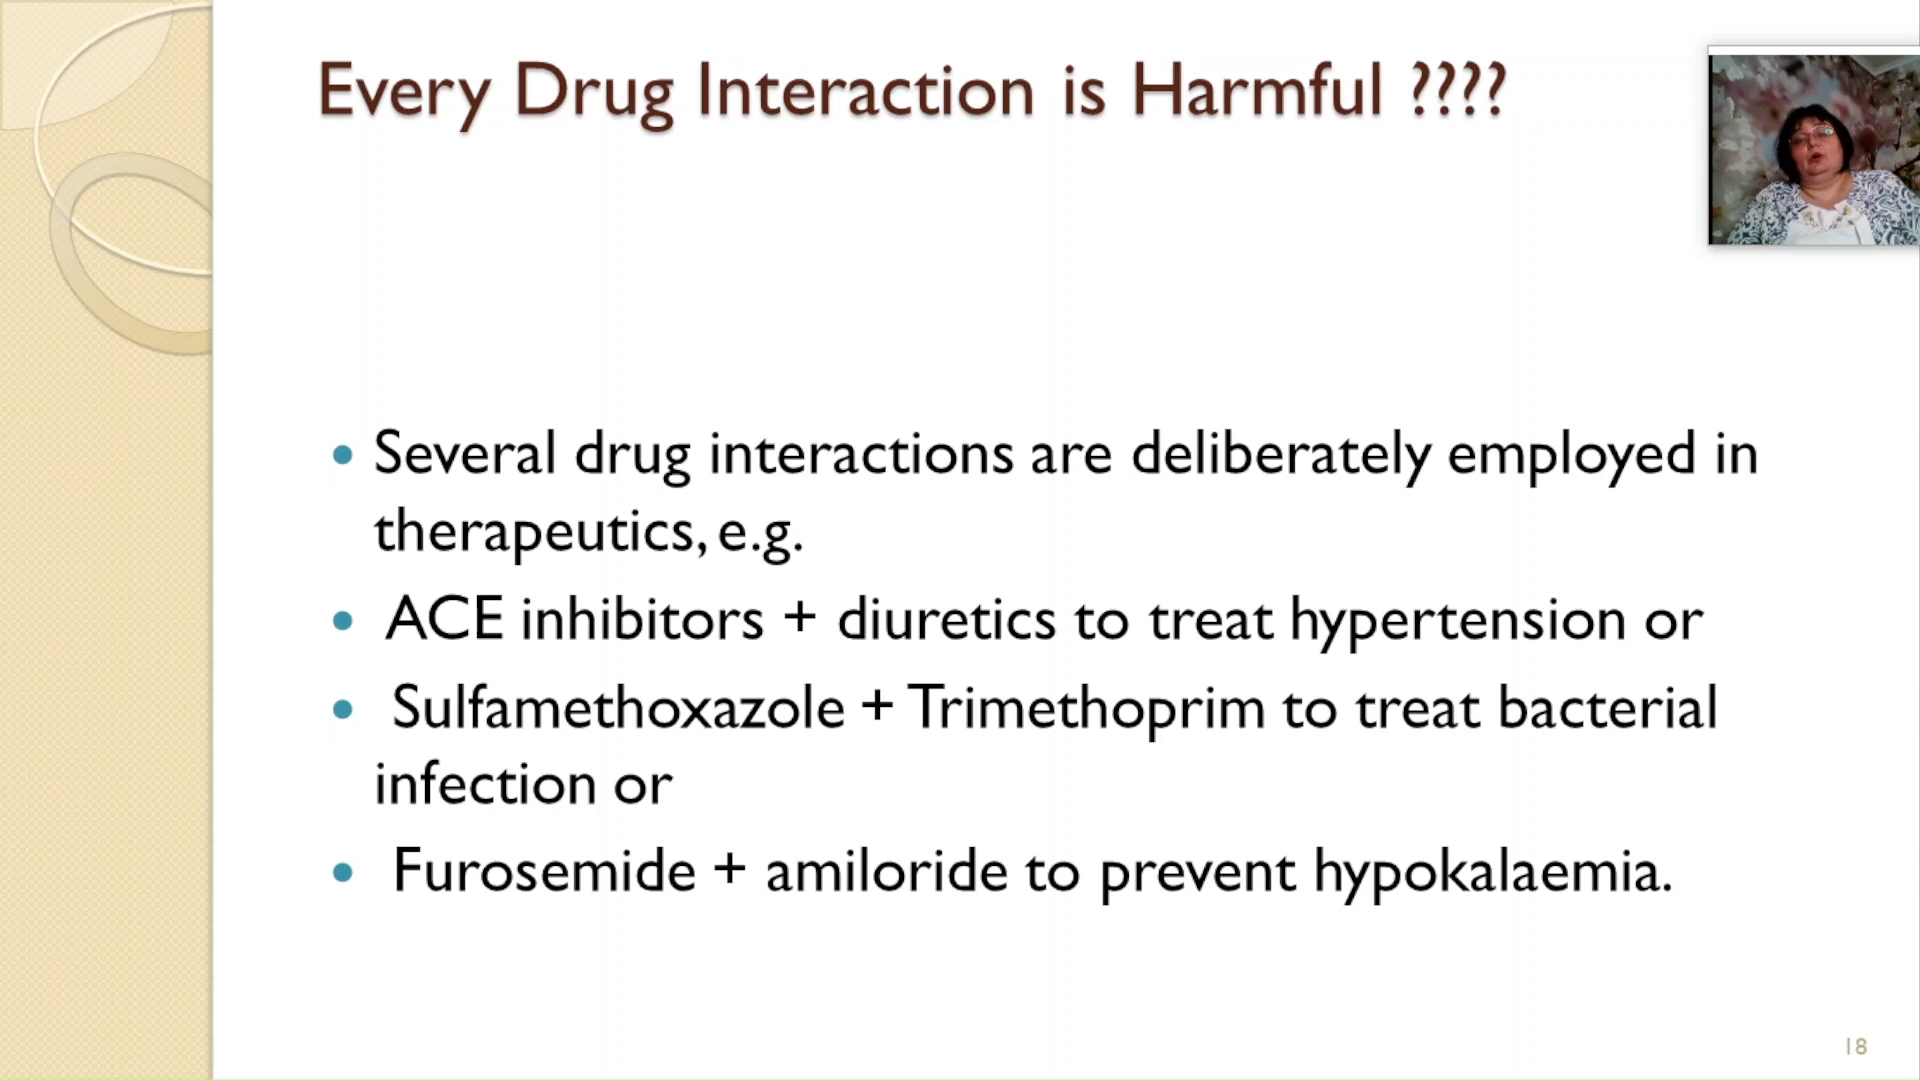 Every Drug Interaction is Harmful ????
• Several drug interactions are deliberately employed in
therapeutics, e.g.
• ACE inhibitors + diuretics to treat hypertension or
• Sulfamethoxazole + Trimethoprim to treat bacterial
infection or
• Furosemide + amiloride to prevent hypokalaemia.
18